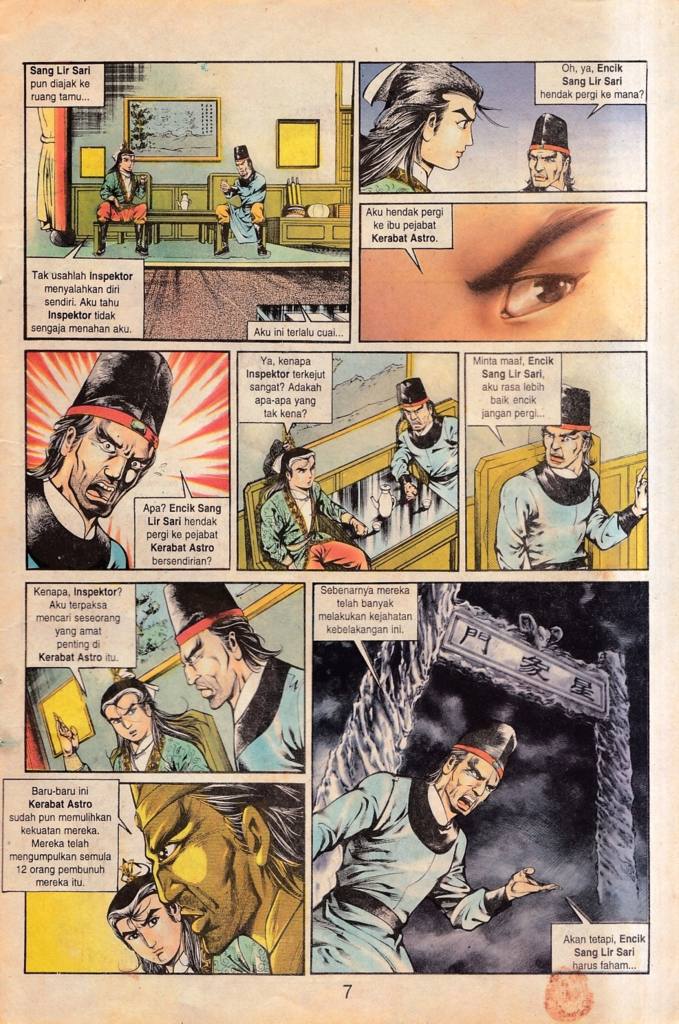 Sang Lir Sari
pun diajak ke
ruang tamu...
Tak usahlah Inspektor
menyalahkan diri
sendiri. Aku tahu
Inspektor tidak
sengaja menahan aku.
Aku ini terlalu cuai...
Oh, ya, Encik
Sang Lir Sari
hendak pergi ke mana?
Aku hendak pergi
ke ibu pejabat
Kerabat Astro.
Apa? Encik Sang
Lir Sari hendak
pergi ke pejabat
Kerabat Astro
bersendirian?
Ya, kenapa
Inspektor terkejut
sangat? Adakah
apa-apa yang
tak kena?
Minta maaf, Encik
Sang Lir Sari,
aku rasa lebih
baik encik
jangan pergi...
Kenapa, Inspektor?
Aku terpaksa
mencari seseorang
yang amat
penting di
Kerabat Astro itu.
Sebenarnya mereka
telah banyak
melakukan kejahatan
kebelakangan ini.
門象星
Baru-baru ini
Kerabat Astro
sudah pun memulihkan
kekuatan mereka.
Mereka telah
mengumpulkan semula
12 orang pembunuh
mereka itu.
Akan tetapi, Encik
Sang Lir Sari
harus faham...
7